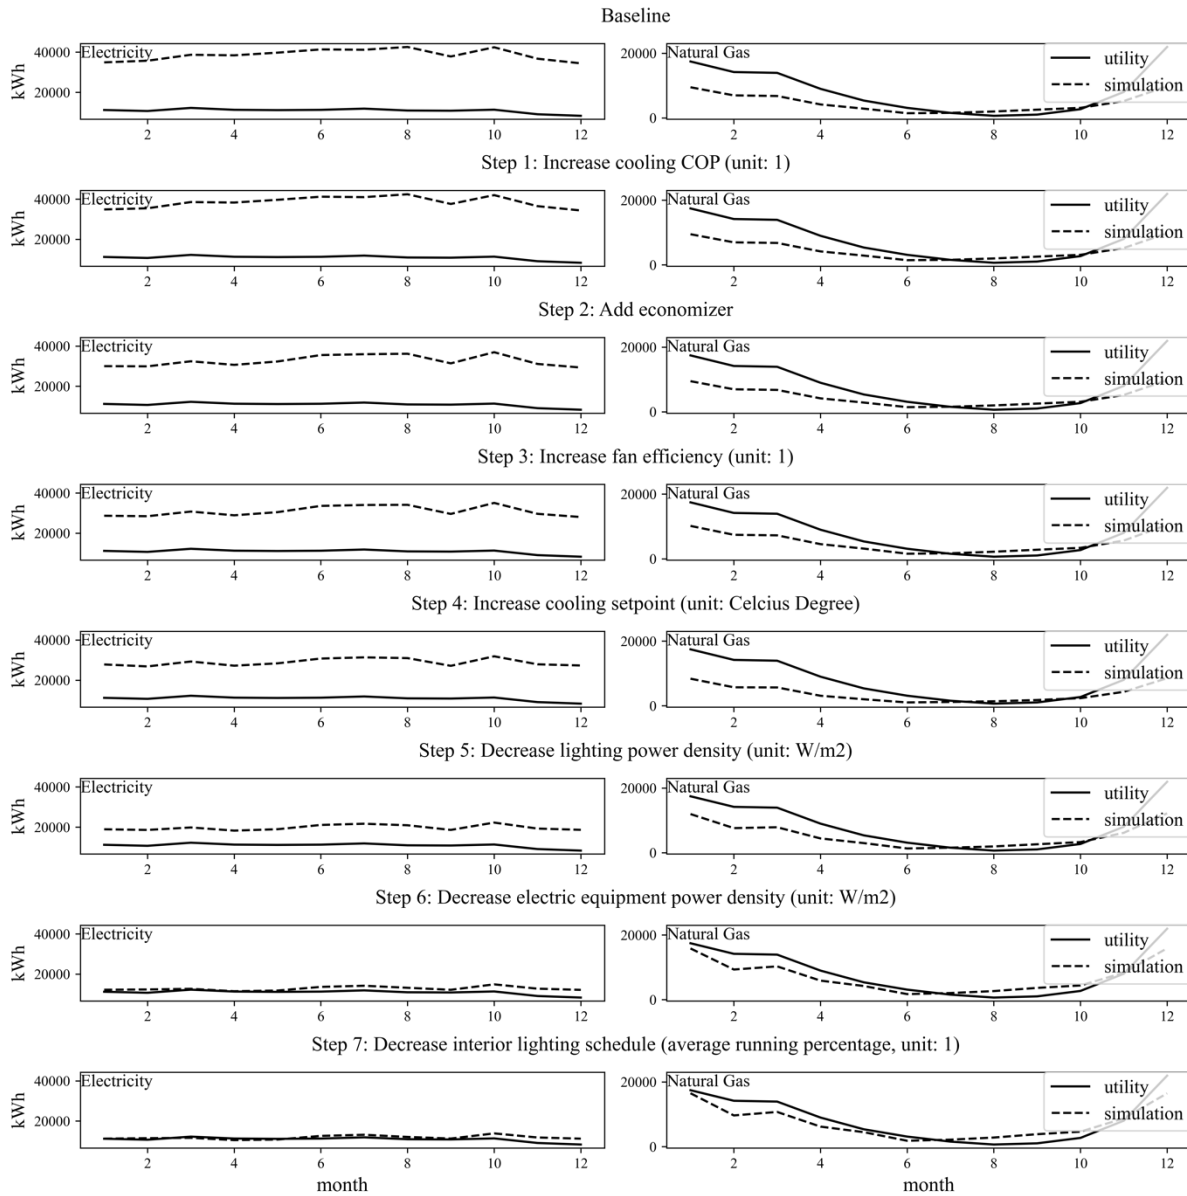 Baseline
Electricity
Natural Gas
kWh
40000
20000
20000
0
utility
simulation
2 4 6 8 10 12
2 4 6 8 10 12
Step 1: Increase cooling COP (unit: 1)
Electricity
Natural Gas
kWh
40000
20000
20000
0
utility
simulation
2 4 6 8 10 12
2 4 6 8 10 12
Step 2: Add economizer
Electricity
Natural Gas
kWh
40000
20000
20000
0
utility
simulation
2 4 6 8 10 12
2 4 6 8 10 12
Step 3: Increase fan efficiency (unit: 1)
Electricity
Natural Gas
kWh
40000
20000
20000
0
utility
simulation
2 4 6 8 10 12
2 4 6 8 10 12
Step 4: Increase cooling setpoint (unit: Celcius Degree)
Electricity
Natural Gas
kWh
40000
20000
20000
0
utility
simulation
2 4 6 8 10 12
2 4 6 8 10 12
Step 5: Decrease lighting power density (unit: W/m2)
Electricity
Natural Gas
kWh
40000
20000
20000
0
utility
simulation
2 4 6 8 10 12
2 4 6 8 10 12
Step 6: Decrease electric equipment power density (unit: W/m2)
Electricity
Natural Gas
kWh
40000
20000
20000
0
utility
simulation
2 4 6 8 10 12
2 4 6 8 10 12
Step 7: Decrease interior lighting schedule (average running percentage, unit: 1)
Electricity
Natural Gas
kWh
40000
20000
20000
0
utility
simulation
2 4 6 8 10 12
2 4 6 8 10 12
month
month